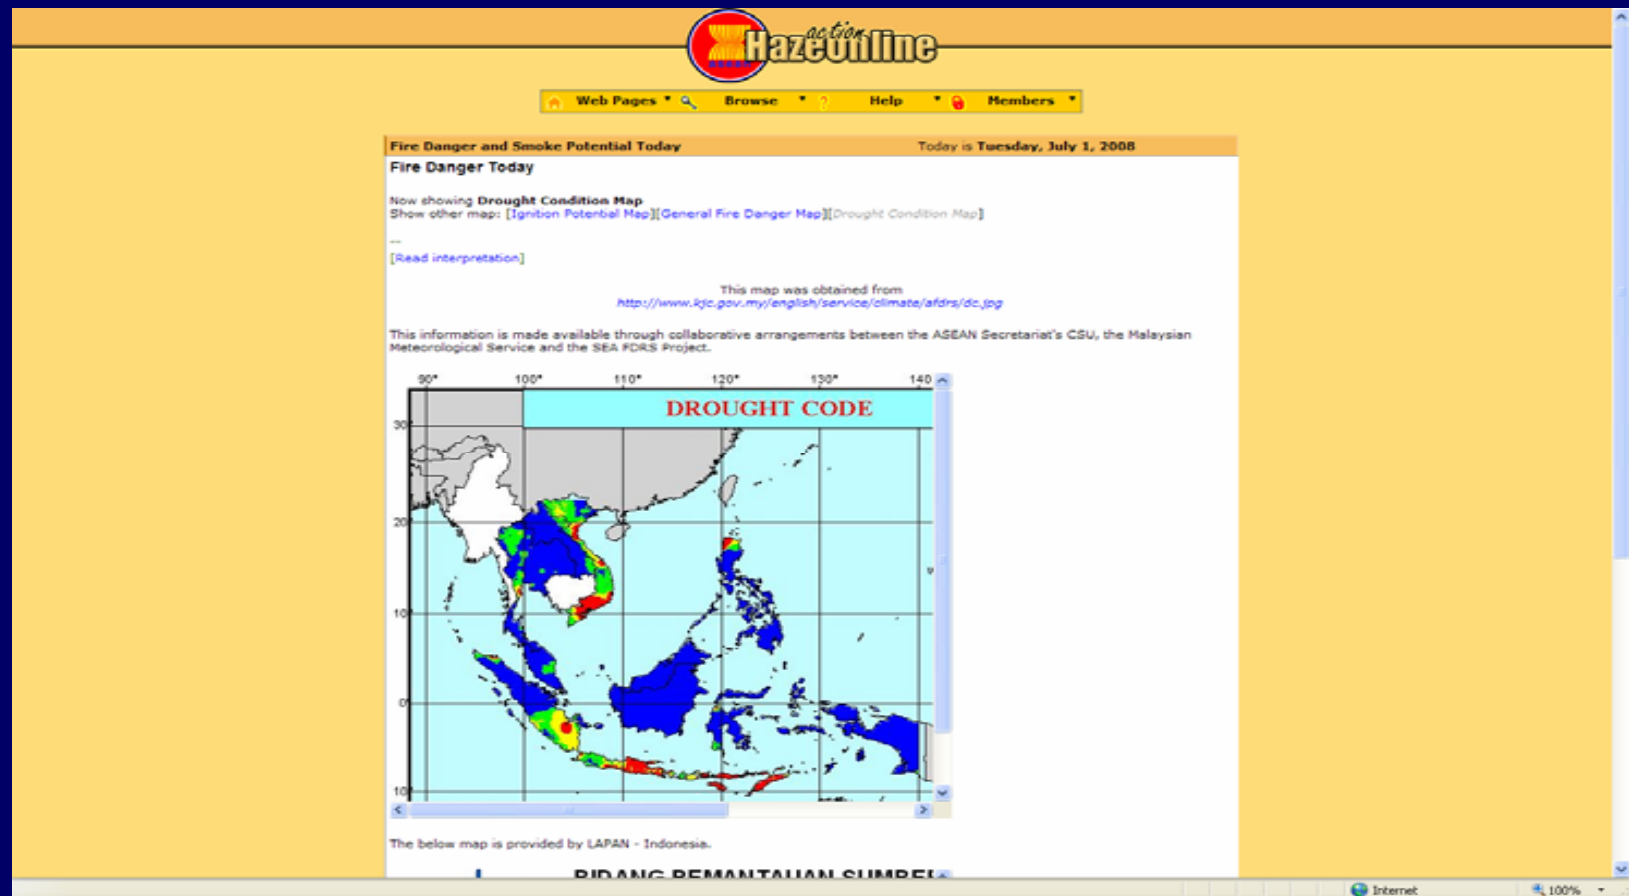 action
HazeOnline
Web Pages Browse ? Help Members
Fire Danger and Smoke Potential Today Today is Tuesday, July 1, 2008
Fire Danger Today
Now showing Drought Condition Map
Show other map: [Ignition Potential Map][General Fire Danger Map][Drought Condition Map]
--
[Read interpretation]
This map was obtained from
http://www.kjc.gov.my/english/service/climate/afdrs/dc.jpg
This information is made available through collaborative arrangements between the ASEAN Secretariat's CSU, the Malaysian
Meteorological Service and the SEA FDRS Project.
90° 100° 110° 120° 130° 140
DROUGHT CODE
30
20
10
0
10
The below map is provided by LAPAN - Indonesia.
Internet 100%